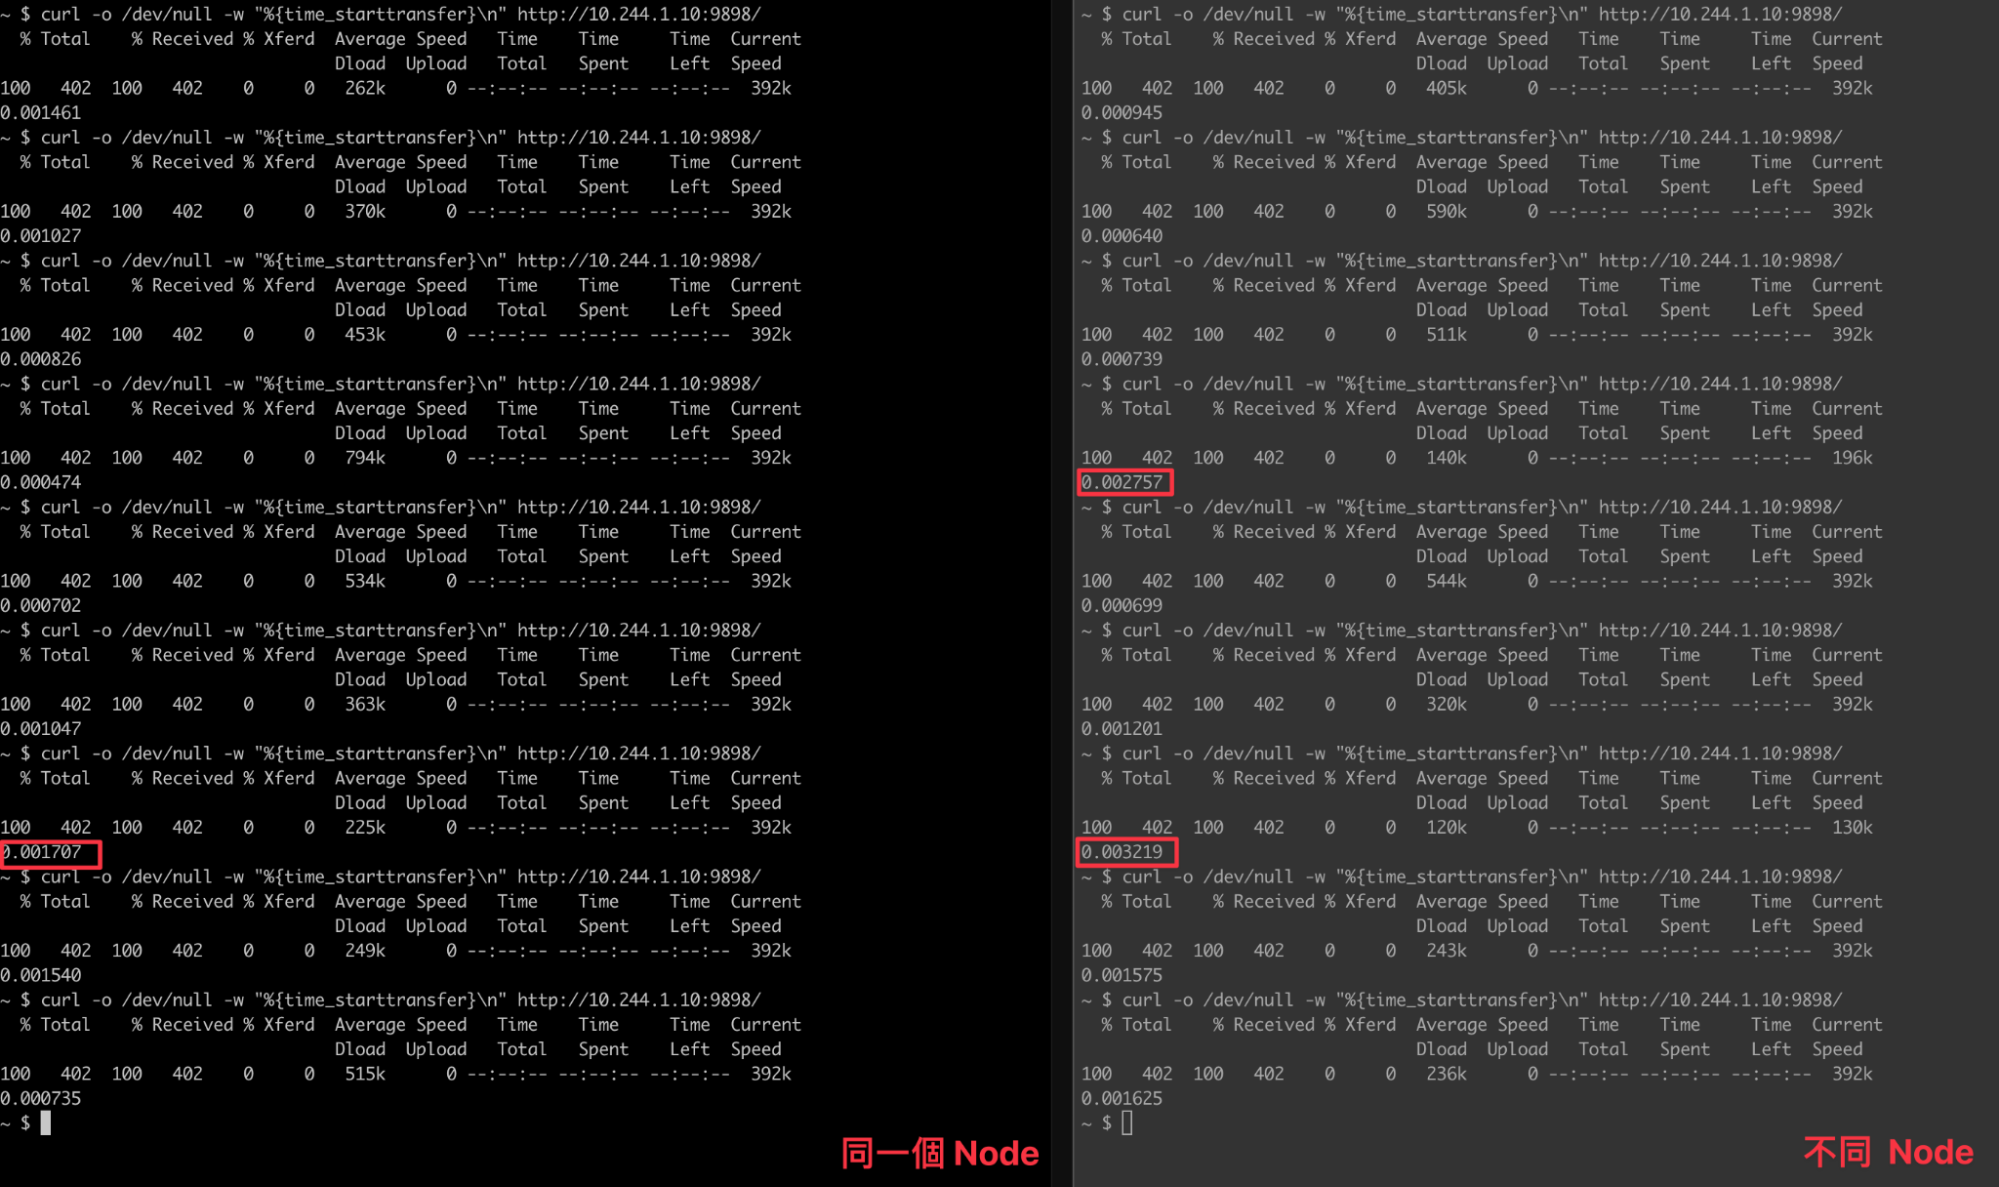 ~ $ curl -o /dev/null -w "%{time_starttransfer}\n" http://10.244.1.10:9898/
  % Total    % Received % Xferd  Average Speed   Time    Time     Time  Current
                                 Dload  Upload   Total   Spent    Left  Speed
100   402  100   402    0     0   262k      0 --:--:-- --:--:-- --:--:--  392k
0.001461
~ $ curl -o /dev/null -w "%{time_starttransfer}\n" http://10.244.1.10:9898/
  % Total    % Received % Xferd  Average Speed   Time    Time     Time  Current
                                 Dload  Upload   Total   Spent    Left  Speed
100   402  100   402    0     0   370k      0 --:--:-- --:--:-- --:--:--  392k
0.001027
~ $ curl -o /dev/null -w "%{time_starttransfer}\n" http://10.244.1.10:9898/
  % Total    % Received % Xferd  Average Speed   Time    Time     Time  Current
                                 Dload  Upload   Total   Spent    Left  Speed
100   402  100   402    0     0   453k      0 --:--:-- --:--:-- --:--:--  392k
0.000826
~ $ curl -o /dev/null -w "%{time_starttransfer}\n" http://10.244.1.10:9898/
  % Total    % Received % Xferd  Average Speed   Time    Time     Time  Current
                                 Dload  Upload   Total   Spent    Left  Speed
100   402  100   402    0     0   794k      0 --:--:-- --:--:-- --:--:--  392k
0.000474
~ $ curl -o /dev/null -w "%{time_starttransfer}\n" http://10.244.1.10:9898/
  % Total    % Received % Xferd  Average Speed   Time    Time     Time  Current
                                 Dload  Upload   Total   Spent    Left  Speed
100   402  100   402    0     0   534k      0 --:--:-- --:--:-- --:--:--  392k
0.000702
~ $ curl -o /dev/null -w "%{time_starttransfer}\n" http://10.244.1.10:9898/
  % Total    % Received % Xferd  Average Speed   Time    Time     Time  Current
                                 Dload  Upload   Total   Spent    Left  Speed
100   402  100   402    0     0   363k      0 --:--:-- --:--:-- --:--:--  392k
0.001047
~ $ curl -o /dev/null -w "%{time_starttransfer}\n" http://10.244.1.10:9898/
  % Total    % Received % Xferd  Average Speed   Time    Time     Time  Current
                                 Dload  Upload   Total   Spent    Left  Speed
100   402  100   402    0     0   225k      0 --:--:-- --:--:-- --:--:--  392k
0.001707
~ $ curl -o /dev/null -w "%{time_starttransfer}\n" http://10.244.1.10:9898/
  % Total    % Received % Xferd  Average Speed   Time    Time     Time  Current
                                 Dload  Upload   Total   Spent    Left  Speed
100   402  100   402    0     0   249k      0 --:--:-- --:--:-- --:--:--  392k
0.001540
~ $ curl -o /dev/null -w "%{time_starttransfer}\n" http://10.244.1.10:9898/
  % Total    % Received % Xferd  Average Speed   Time    Time     Time  Current
                                 Dload  Upload   Total   Spent    Left  Speed
100   402  100   402    0     0   515k      0 --:--:-- --:--:-- --:--:--  392k
0.000735
~ $
同一個 Node
~ $ curl -o /dev/null -w "%{time_starttransfer}\n" http://10.244.1.10:9898/
  % Total    % Received % Xferd  Average Speed   Time    Time     Time  Current
                                 Dload  Upload   Total   Spent    Left  Speed
100   402  100   402    0     0   405k      0 --:--:-- --:--:-- --:--:--  392k
0.000945
~ $ curl -o /dev/null -w "%{time_starttransfer}\n" http://10.244.1.10:9898/
  % Total    % Received % Xferd  Average Speed   Time    Time     Time  Current
                                 Dload  Upload   Total   Spent    Left  Speed
100   402  100   402    0     0   590k      0 --:--:-- --:--:-- --:--:--  392k
0.000640
~ $ curl -o /dev/null -w "%{time_starttransfer}\n" http://10.244.1.10:9898/
  % Total    % Received % Xferd  Average Speed   Time    Time     Time  Current
                                 Dload  Upload   Total   Spent    Left  Speed
100   402  100   402    0     0   511k      0 --:--:-- --:--:-- --:--:--  392k
0.000739
~ $ curl -o /dev/null -w "%{time_starttransfer}\n" http://10.244.1.10:9898/
  % Total    % Received % Xferd  Average Speed   Time    Time     Time  Current
                                 Dload  Upload   Total   Spent    Left  Speed
100   402  100   402    0     0   140k      0 --:--:-- --:--:-- --:--:--  196k
0.002757
~ $ curl -o /dev/null -w "%{time_starttransfer}\n" http://10.244.1.10:9898/
  % Total    % Received % Xferd  Average Speed   Time    Time     Time  Current
                                 Dload  Upload   Total   Spent    Left  Speed
100   402  100   402    0     0   544k      0 --:--:-- --:--:-- --:--:--  392k
0.000699
~ $ curl -o /dev/null -w "%{time_starttransfer}\n" http://10.244.1.10:9898/
  % Total    % Received % Xferd  Average Speed   Time    Time     Time  Current
                                 Dload  Upload   Total   Spent    Left  Speed
100   402  100   402    0     0   320k      0 --:--:-- --:--:-- --:--:--  392k
0.001201
~ $ curl -o /dev/null -w "%{time_starttransfer}\n" http://10.244.1.10:9898/
  % Total    % Received % Xferd  Average Speed   Time    Time     Time  Current
                                 Dload  Upload   Total   Spent    Left  Speed
100   402  100   402    0     0   120k      0 --:--:-- --:--:-- --:--:--  130k
0.003219
~ $ curl -o /dev/null -w "%{time_starttransfer}\n" http://10.244.1.10:9898/
  % Total    % Received % Xferd  Average Speed   Time    Time     Time  Current
                                 Dload  Upload   Total   Spent    Left  Speed
100   402  100   402    0     0   243k      0 --:--:-- --:--:-- --:--:--  392k
0.001575
~ $ curl -o /dev/null -w "%{time_starttransfer}\n" http://10.244.1.10:9898/
  % Total    % Received % Xferd  Average Speed   Time    Time     Time  Current
                                 Dload  Upload   Total   Spent    Left  Speed
100   402  100   402    0     0   236k      0 --:--:-- --:--:-- --:--:--  392k
0.001625
~ $
不同 Node